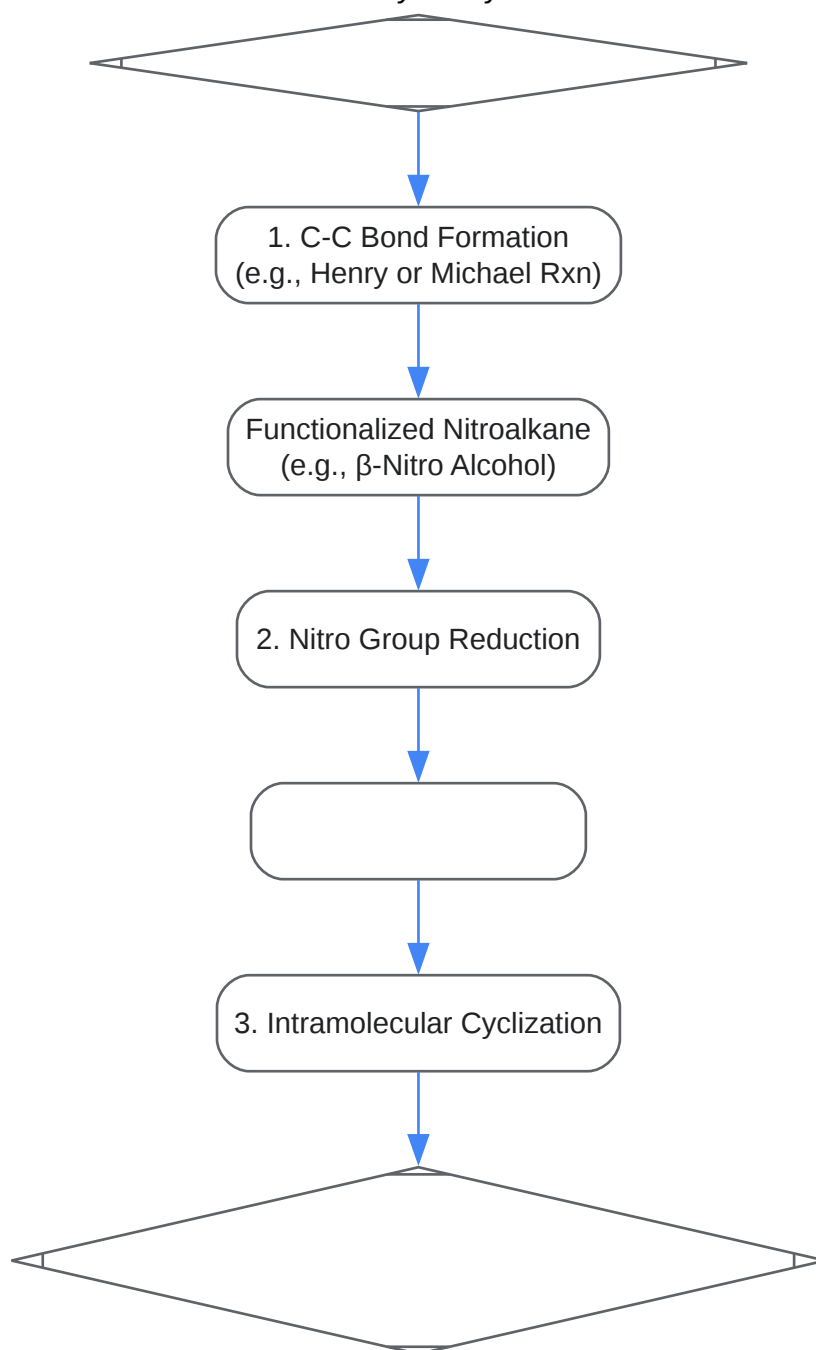 1. C-C Bond Formation
(e.g., Henry or Michael Rxn)
Functionalized Nitroalkane
(e.g., β-Nitro Alcohol)
2. Nitro Group Reduction
3. Intramolecular Cyclization